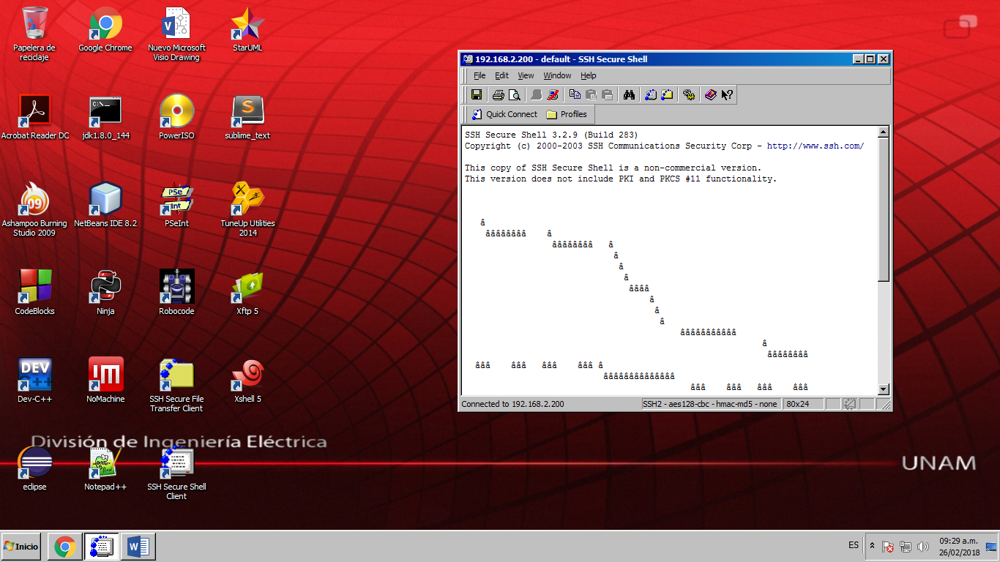 Papelera de
reciclaje
Google Chrome
Nuevo Microsoft
Visio Drawing
StarUML
Acrobat Reader DC
C:\_
jdk1.8.0_144
PowerISO
S
sublime_text
09
Ashampoo Burning
Studio 2009
NetBeans IDE 8.2
PSe
Int
PSeInt
TuneUp Utilities
2014
CodeBlocks
Ninja
Robocode
Xftp 5
DEV
Dev-C++
NoMachine
SSH Secure File
Transfer Client
Xshell 5
División de Ingeniería Eléctrica
eclipse
Notepad++
SSH Secure Shell
Client
UNAM
192.168.2.200 - default - SSH Secure Shell
File Edit View Window Help
Quick Connect Profiles
SSH Secure Shell 3.2.9 (Build 283)
Copyright (c) 2000-2003 SSH Communications Security Corp - http://www.ssh.com/
This copy of SSH Secure Shell is a non-commercial version.
This version does not include PKI and PKCS #11 functionality.
â
ââââââââ â
ââââââââ â
â
â
â
ââââ
â
â
â
âââââââââââ
â
ââââââââ
âââ âââ âââ âââ â
ââââââââââââââ
âââ âââ âââ âââ
Connected to 192.168.2.200 SSH2 - aes128-cbc - hmac-md5 - none 80x24
Inicio
ES
09:29 a.m.
26/02/2018